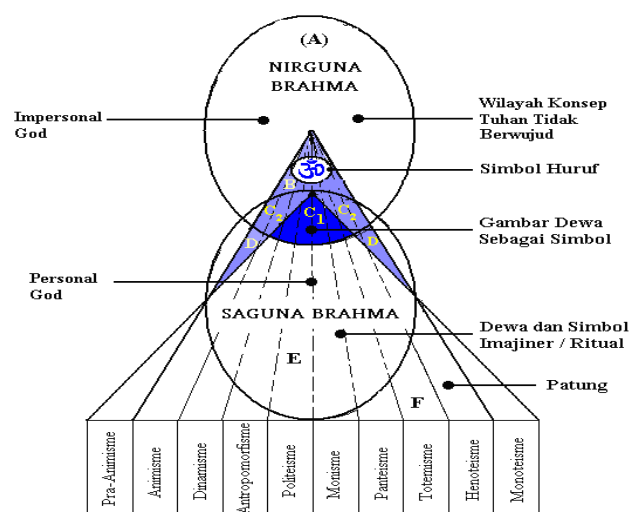 (A)
NIRGUNA
BRAHMA
Impersonal
God
Wilayah Konsep
Tuhan Tidak
Berwujud
ॐ
Simbol Huruf
B
C2
C1
C2
D
D
Gambar Dewa
Sebagai Simbol
Personal
God
SAGUNA BRAHMA
Dewa dan Simbol
Imajiner / Ritual
E
Patung
F
Pra-Animisme
Animisme
Dinamisme
Antropomorfisme
Politeisme
Monisme
Panteisme
Totemisme
Henoteisme
Monoteisme